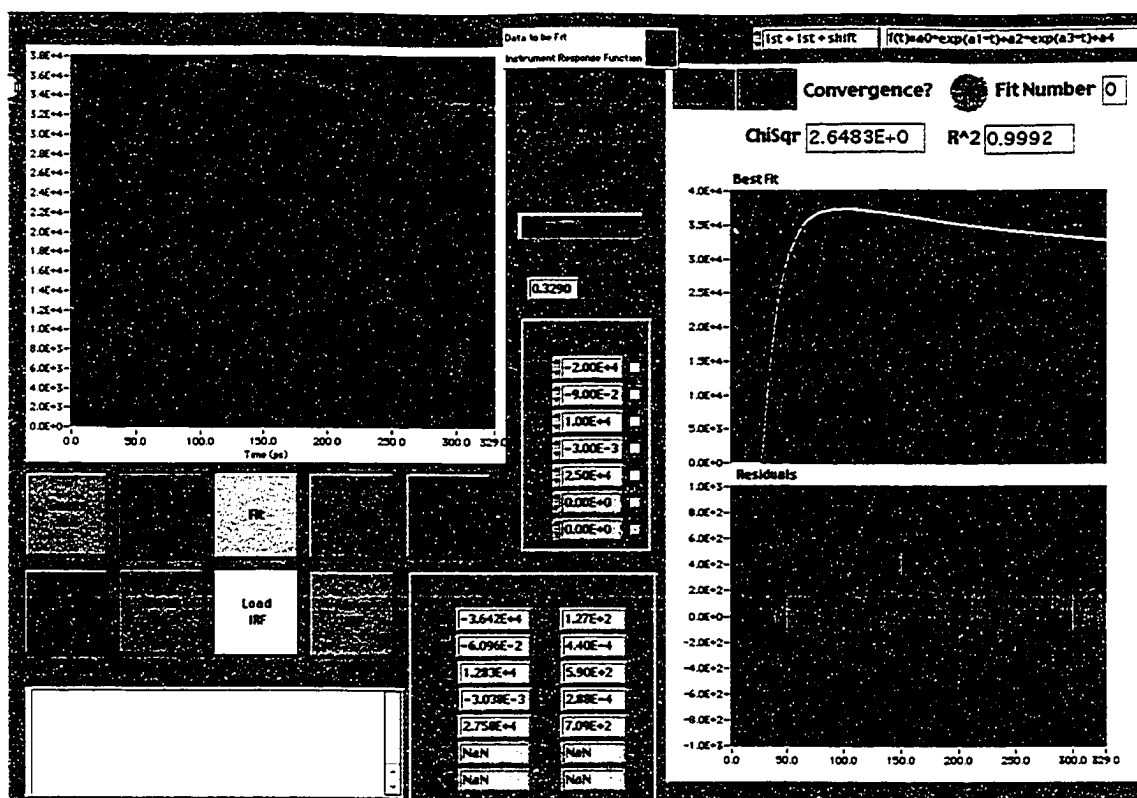 Data to be Fit
Instrument Response Function
1st + 1st + shift
f(t)=a0*exp(a1*t)+a2*exp(a3*t)+a4
Convergence?
Fit Number 0
ChiSqr 2.6483E+0
R^2 0.9992
3.8E+4
3.6E+4
3.4E+4
3.2E+4
3.0E+4
2.8E+4
2.6E+4
2.4E+4
2.2E+4
2.0E+4
1.8E+4
1.6E+4
1.4E+4
1.2E+4
1.0E+4
8.0E+3
6.0E+3
4.0E+3
2.0E+3
0.0E+0
0.0 50.0 100.0 150.0 200.0 250.0 300.0 329.0
Time (ps)
0.3290
-2.00E+4
-9.00E-2
1.00E+4
-3.00E-3
2.50E+4
0.00E+0
0.00E+0
Best Fit
4.0E+4
3.5E+4
3.0E+4
2.5E+4
2.0E+4
1.5E+4
1.0E+4
5.0E+3
0.0E+0
Residuals
1.0E+3
8.0E+2
6.0E+2
4.0E+2
2.0E+2
0.0E+0
-2.0E+2
-4.0E+2
-6.0E+2
-8.0E+2
-1.0E+3
0.0 50.0 100.0 150.0 200.0 250.0 300.0 329.0
Fit
Load
IRF
-3.642E+4 1.27E+2
-6.096E-2 4.40E-4
1.283E+4 5.90E+2
-3.038E-3 2.88E-4
2.758E+4 7.09E+2
NaN NaN
NaN NaN